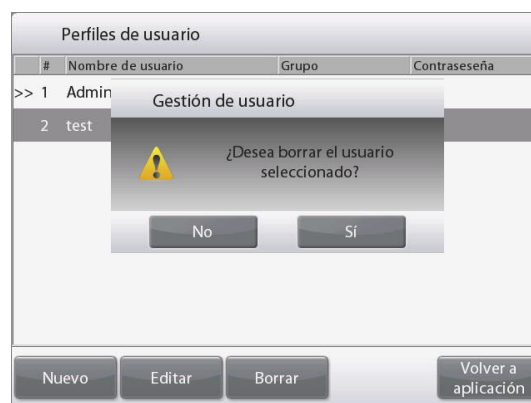 Perfiles de usuario
# Nombre de usuario Grupo Contraseseña
>> 1 Admin
Gestión de usuario
2 test
¿Desea borrar el usuario
seleccionado?
No Sí
Nuevo Editar Borrar Volver a
aplicación